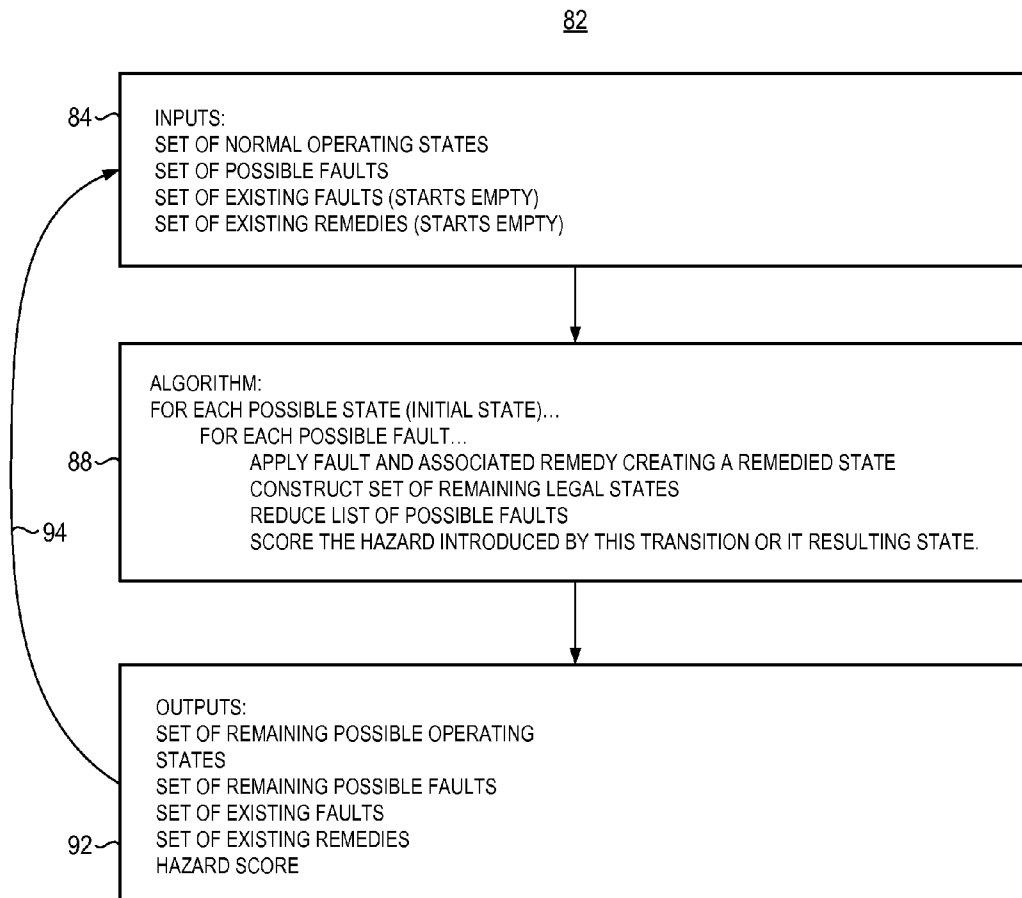 82
84
INPUTS:
SET OF NORMAL OPERATING STATES
SET OF POSSIBLE FAULTS
SET OF EXISTING FAULTS (STARTS EMPTY)
SET OF EXISTING REMEDIES (STARTS EMPTY)
88
ALGORITHM:
FOR EACH POSSIBLE STATE (INITIAL STATE)...
FOR EACH POSSIBLE FAULT...
APPLY FAULT AND ASSOCIATED REMEDY CREATING A REMEDIED STATE
CONSTRUCT SET OF REMAINING LEGAL STATES
REDUCE LIST OF POSSIBLE FAULTS
SCORE THE HAZARD INTRODUCED BY THIS TRANSITION OR IT RESULTING STATE.
94
92
OUTPUTS:
SET OF REMAINING POSSIBLE OPERATING
STATES
SET OF REMAINING POSSIBLE FAULTS
SET OF EXISTING FAULTS
SET OF EXISTING REMEDIES
HAZARD SCORE